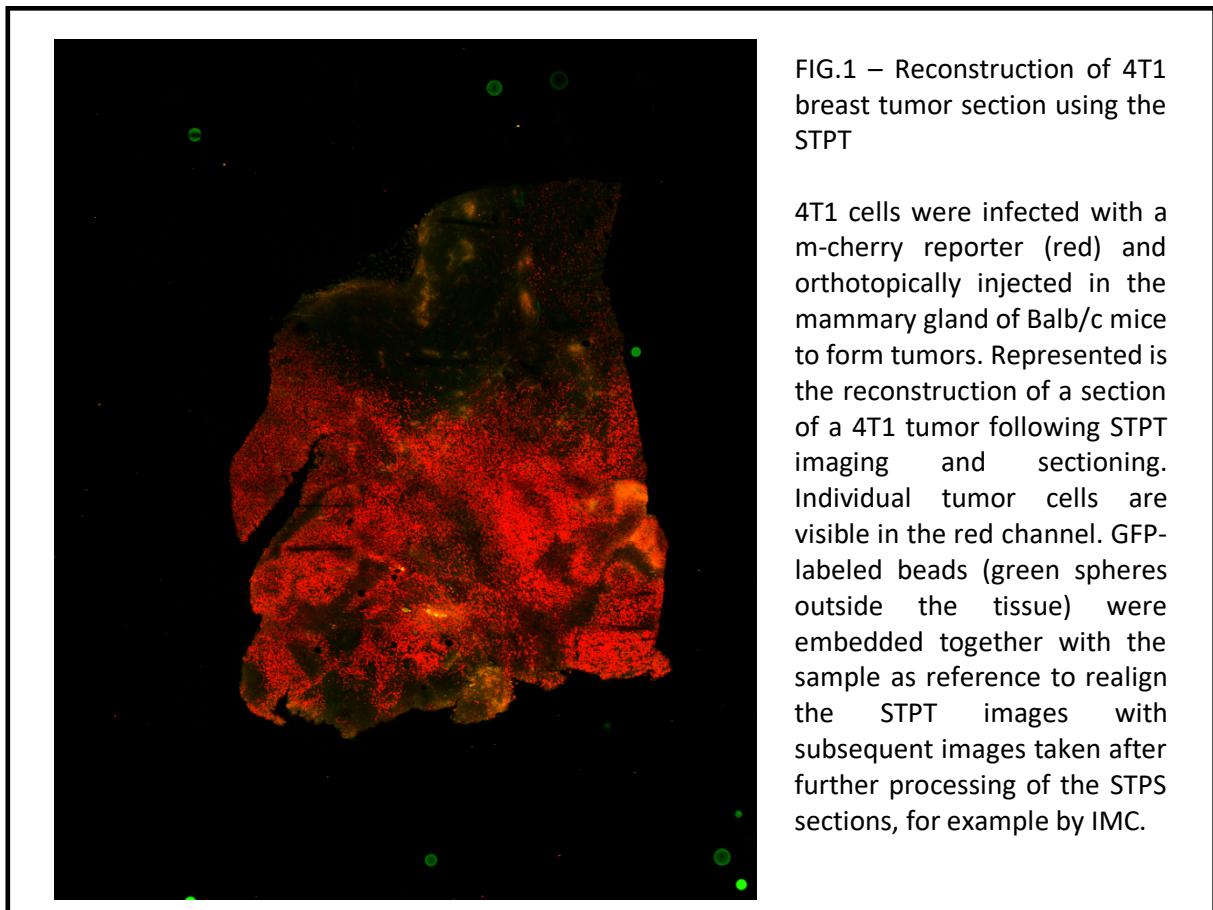 FIG.1 – Reconstruction of 4T1
breast tumor section using the
STPT
4T1 cells were infected with a
m-cherry reporter (red) and
orthotopically injected in the
mammary gland of Balb/c mice
to form tumors. Represented is
the reconstruction of a section
of a 4T1 tumor following STPT
imaging and sectioning.
Individual tumor cells are
visible in the red channel. GFP-
labeled beads (green spheres
outside the tissue) were
embedded together with the
sample as reference to realign
the STPT images with
subsequent images taken after
further processing of the STPS
sections, for example by IMC.